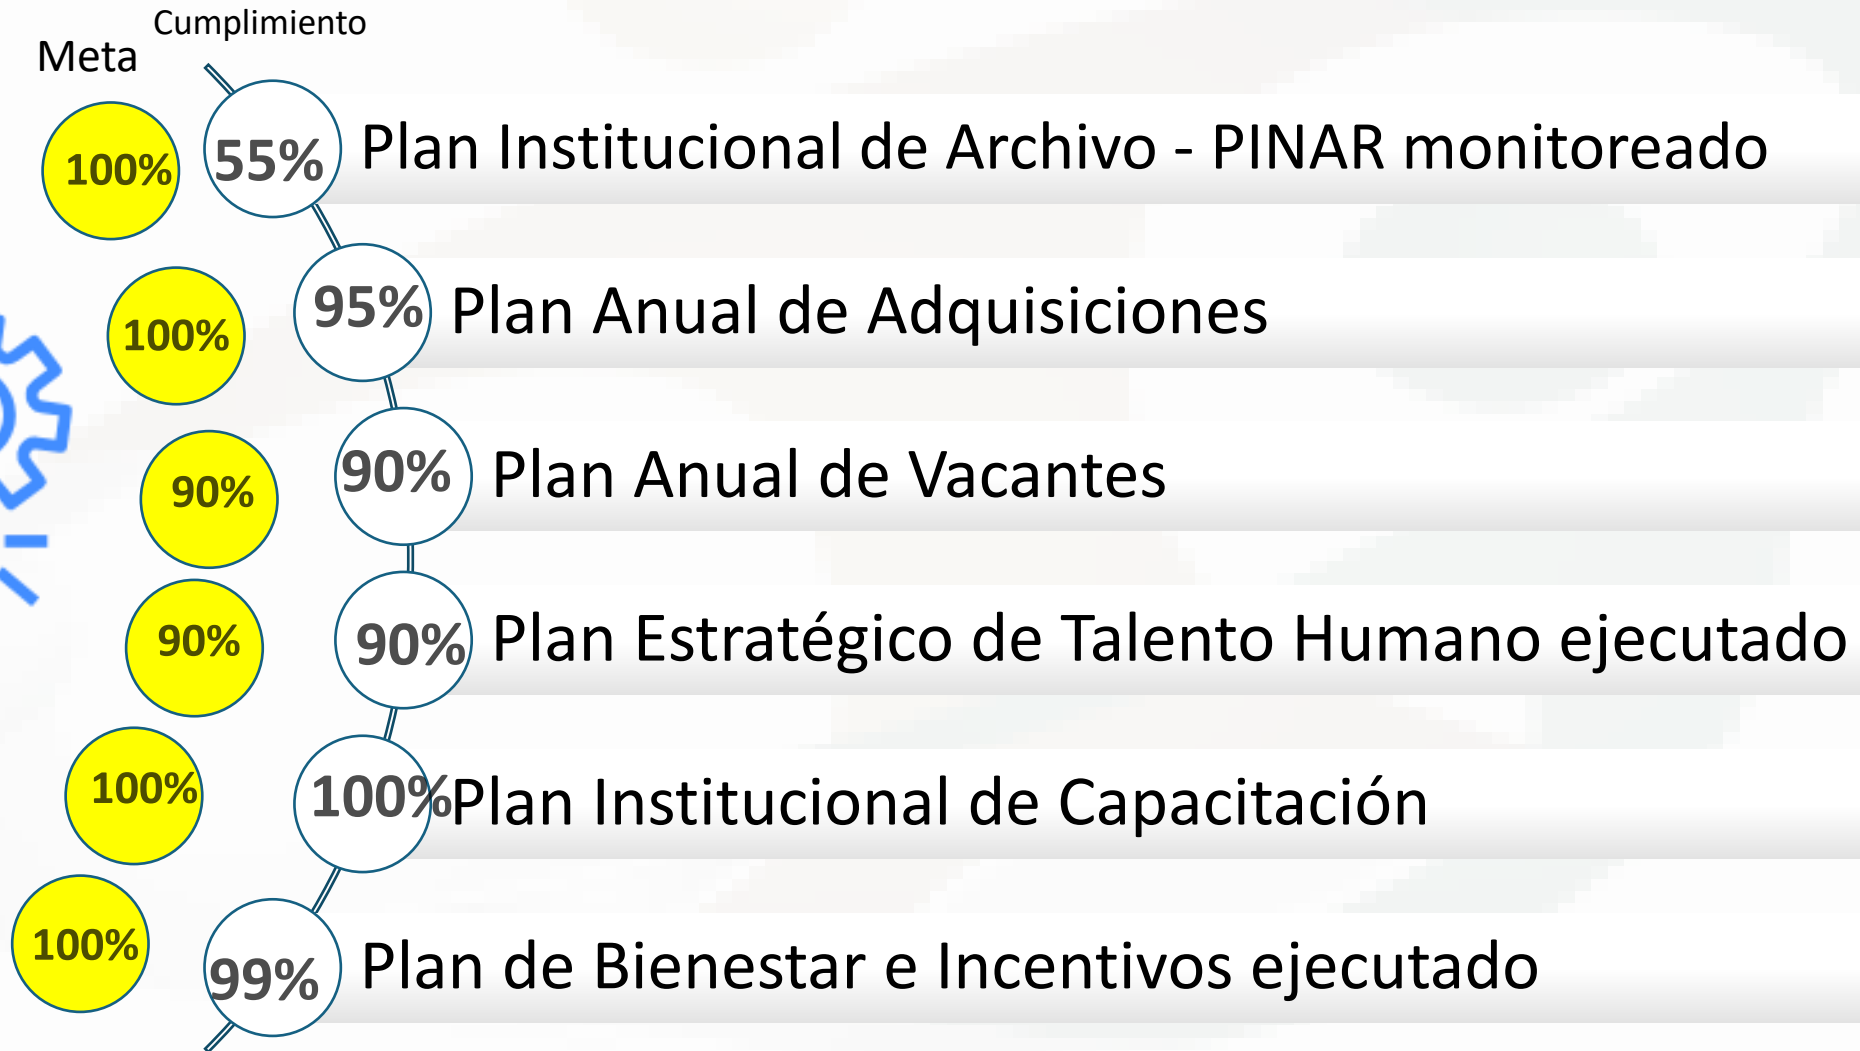 Cumplimiento
Meta
100% 55% Plan Institucional de Archivo - PINAR monitoreado
100% 95% Plan Anual de Adquisiciones
90% 90% Plan Anual de Vacantes
90% 90% Plan Estratégico de Talento Humano ejecutado
100% 100% Plan Institucional de Capacitación
100% 99% Plan de Bienestar e Incentivos ejecutado